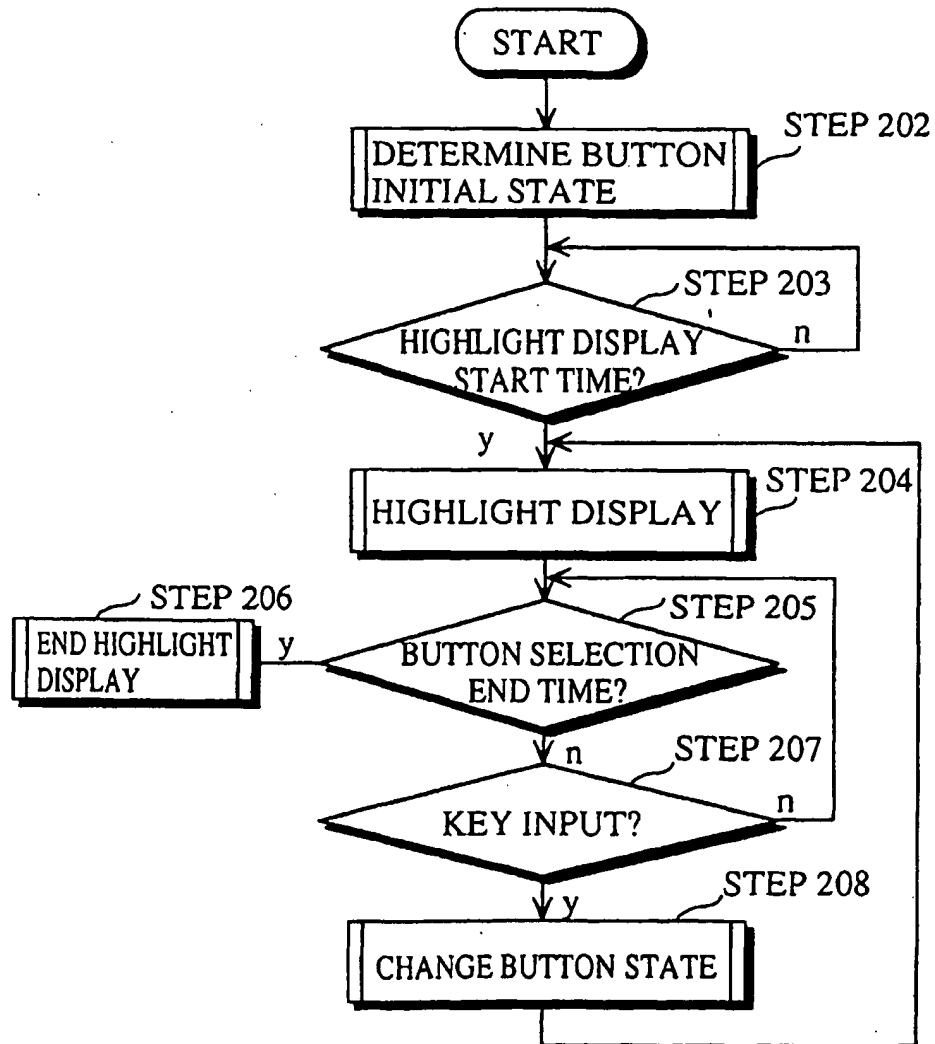 START
STEP 202
DETERMINE BUTTON
INITIAL STATE
STEP 203
HIGHLIGHT DISPLAY
START TIME?
n
y
STEP 204
HIGHLIGHT DISPLAY
STEP 206
END HIGHLIGHT
DISPLAY
y
STEP 205
BUTTON SELECTION
END TIME?
n
STEP 207
KEY INPUT?
n
y
STEP 208
CHANGE BUTTON STATE